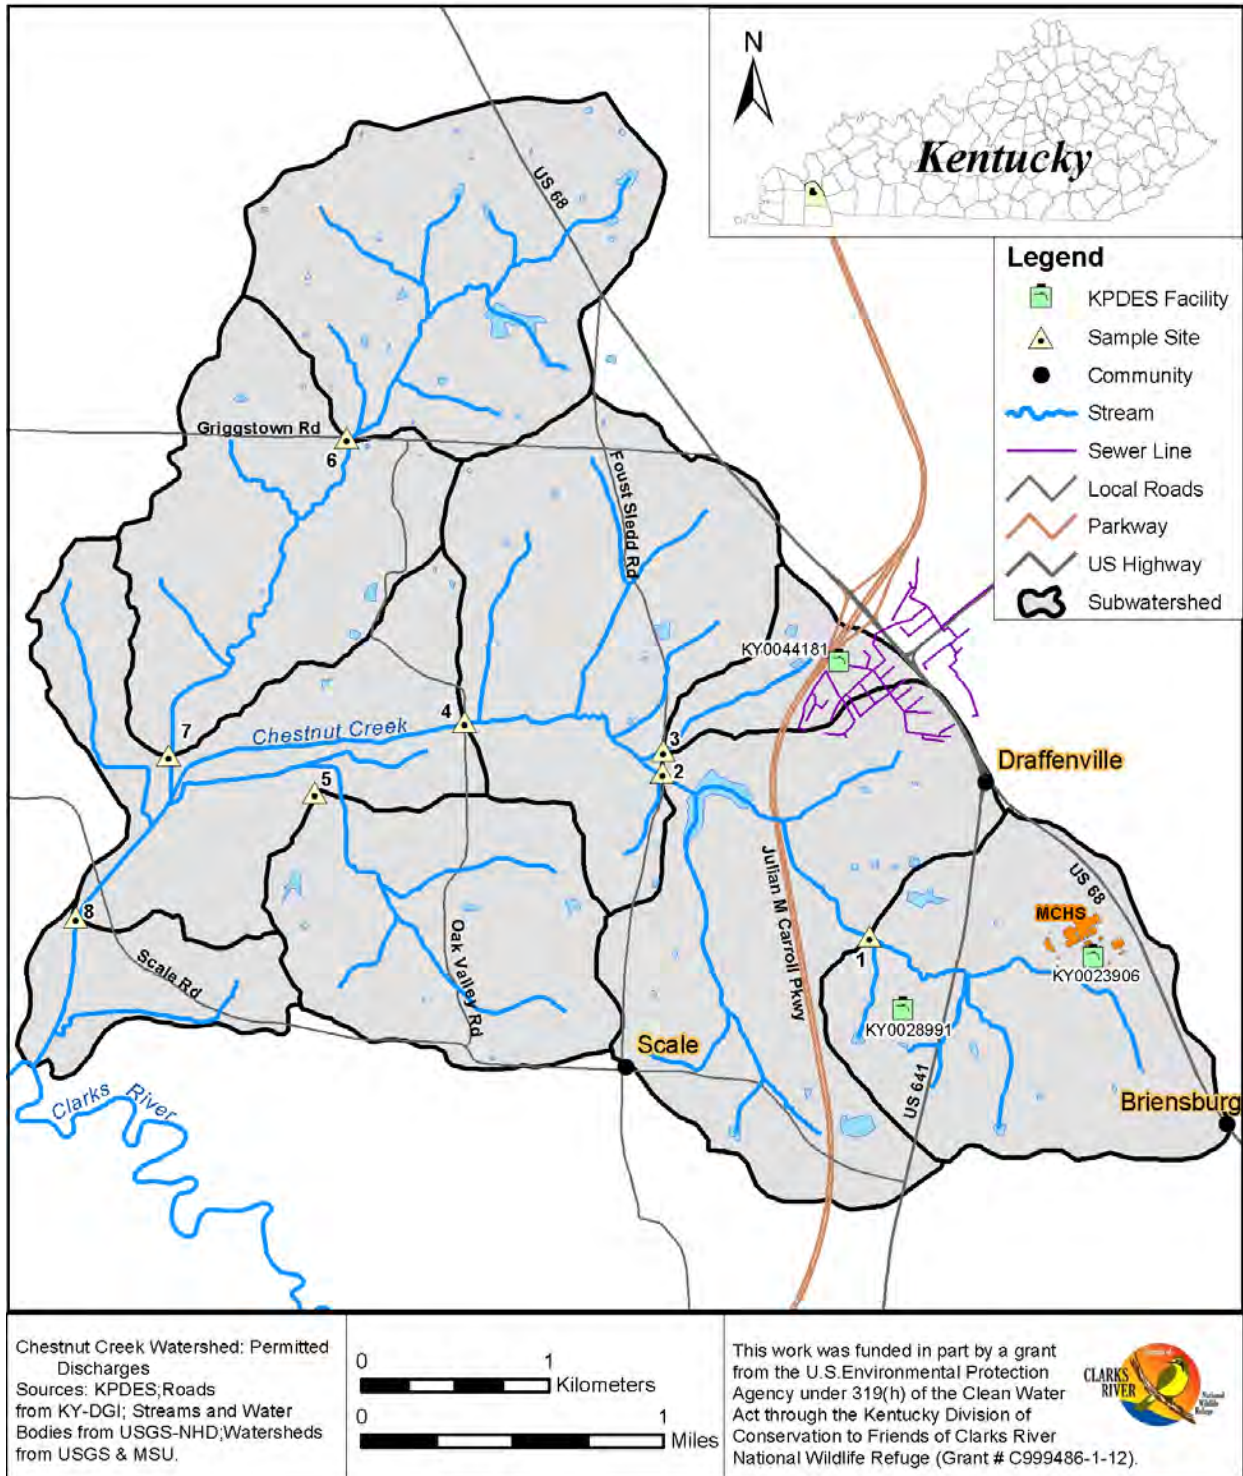 N
Kentucky
Legend
KPDES Facility
Sample Site
Community
Stream
Sewer Line
Local Roads
Parkway
US Highway
Subwatershed
US 68
Griggstown Rd
6
Foust Sledd Rd
KY0044181
7
Chestnut Creek
4
3
2
5
Draffenville
Julian M Carroll Pkwy
US 68
MCHS
8
1
KY0023906
Scale Rd
Oak Valley Rd
KY0028991
Scale
US 641
Briensburg
Clarks River
Chestnut Creek Watershed: Permitted
Discharges
Sources: KPDES;Roads
from KY-DGI; Streams and Water
Bodies from USGS-NHD;Watersheds
from USGS & MSU.
0 1
Kilometers
0 1
Miles
This work was funded in part by a grant
from the U.S.Environmental Protection
Agency under 319(h) of the Clean Water
Act through the Kentucky Division of
Conservation to Friends of Clarks River
National Wildlife Refuge (Grant # C999486-1-12).
CLARKS
RIVER
National
Wildlife
Refuge